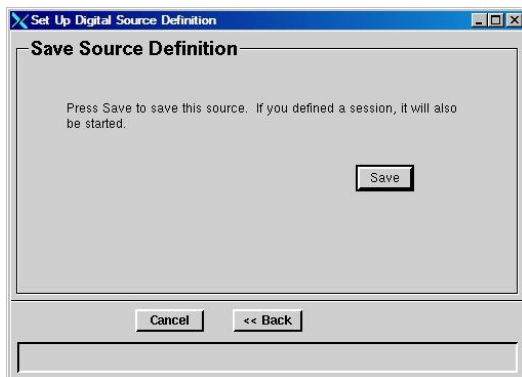 Set Up Digital Source Definition
Save Source Definition
Press Save to save this source. If you defined a session, it will also
be started.
Save
Cancel
<< Back